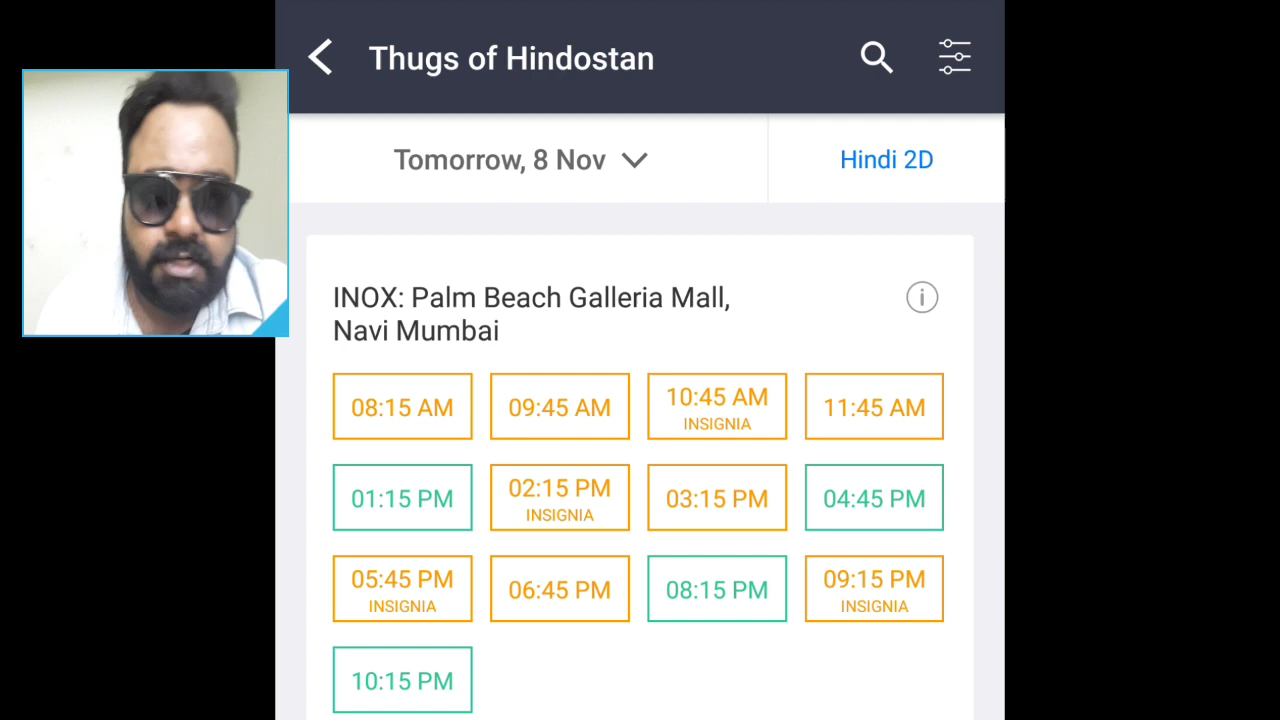 Thugs of Hindostan
Tomorrow, 8 Nov
Hindi 2D
INOX: Palm Beach Galleria Mall,
Navi Mumbai
08:15 AM
09:45 AM
10:45 AM
INSIGNIA
11:45 AM
01:15 PM
02:15 PM
INSIGNIA
03:15 PM
04:45 PM
05:45 PM
INSIGNIA
06:45 PM
08:15 PM
09:15 PM
INSIGNIA
10:15 PM